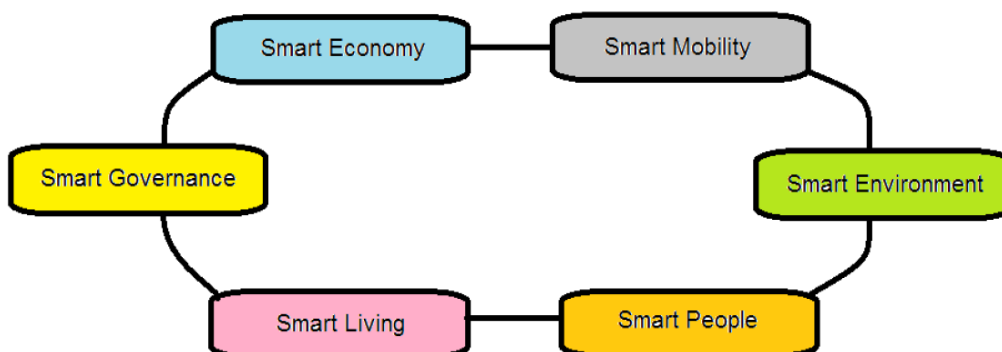 Smart Economy
Smart Mobility
Smart Governance
Smart Environment
Smart Living
Smart People